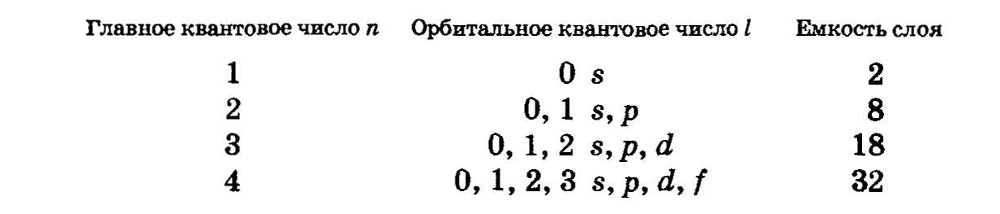 Главное квантовое число n Орбитальное квантовое число l Емкость слоя
1 0 s 2
2 0, 1 s, p 8
3 0, 1, 2 s, p, d 18
4 0, 1, 2, 3 s, p, d, f 32